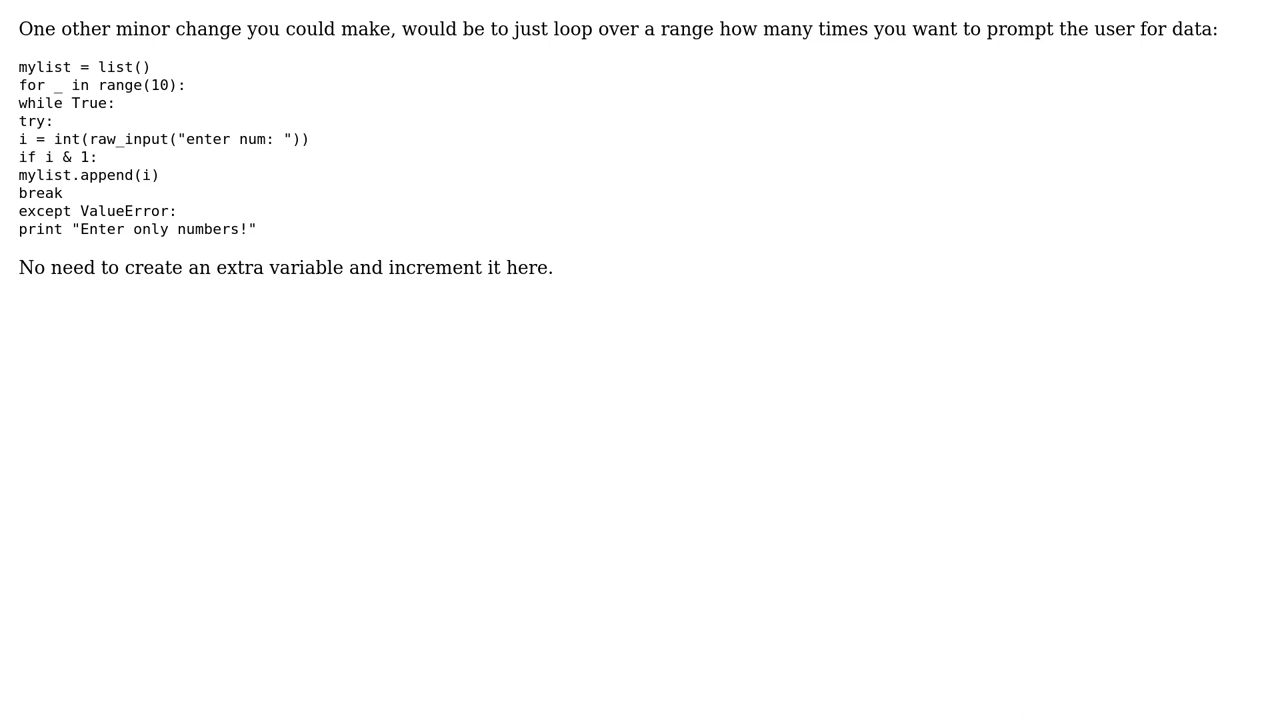 One other minor change you could make, would be to just loop over a range how many times you want to prompt the user for data:
mylist = list()
for _ in range(10):
while True:
try:
i = int(raw_input("enter num: "))
if i & 1:
mylist.append(i)
break
except ValueError:
print "Enter only numbers!"
No need to create an extra variable and increment it here.